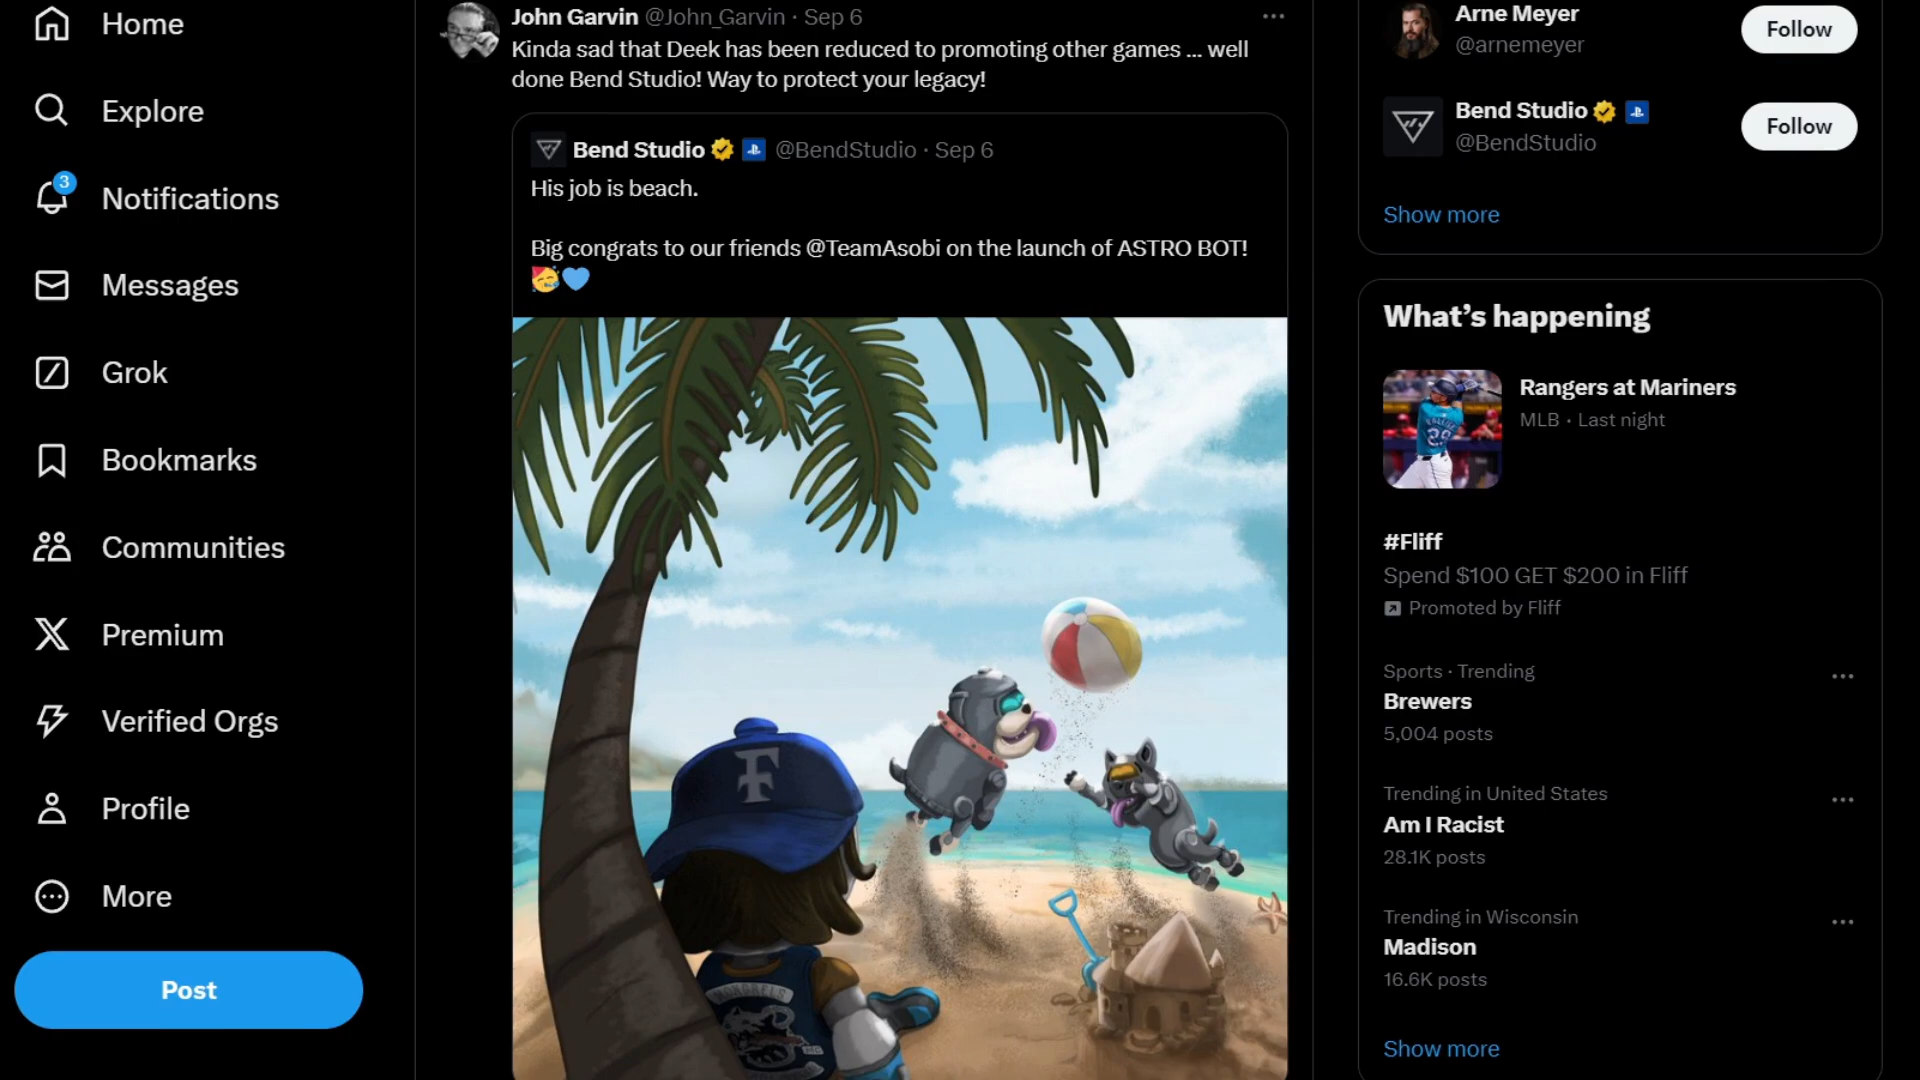 Home
Explore
3
Notifications
Messages
Grok
Bookmarks
Communities
Premium
Verified Orgs
Profile
More
Post
John Garvin @John_Garvin · Sep 6
Kinda sad that Deek has been reduced to promoting other games ... well
done Bend Studio! Way to protect your legacy!
Bend Studio @BendStudio · Sep 6
His job is beach.
Big congrats to our friends @TeamAsobi on the launch of ASTRO BOT!
🥳💙
F
MONGRELS
MC
Arne Meyer
@arnemeyer
Follow
Bend Studio
@BendStudio
Follow
Show more
What's happening
Rangers at Mariners
MLB · Last night
#Fliff
Spend $100 GET $200 in Fliff
Promoted by Fliff
Sports · Trending
Brewers
5,004 posts
Trending in United States
Am I Racist
28.1K posts
Trending in Wisconsin
Madison
16.6K posts
Show more